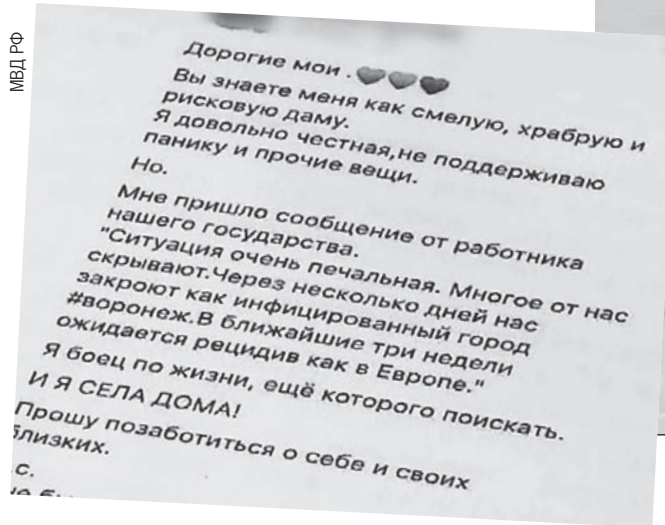 МВД РФ
Дорогие мои .
Вы знаете меня как смелую, храбрую и
рисковую даму.
Я довольно честная,не поддерживаю
панику и прочие вещи.
Но.
Мне пришло сообщение от работника
нашего государства.
"Ситуация очень печальная. Многое от нас
скрывают.Через несколько дней нас
закроют как инфицированный город
#воронеж.В ближайшие три недели
ожидается рецидив как в Европе."
Я боец по жизни, ещё которого поискать.
И Я СЕЛА ДОМА!
Прошу позаботиться о себе и своих
близких.
с.